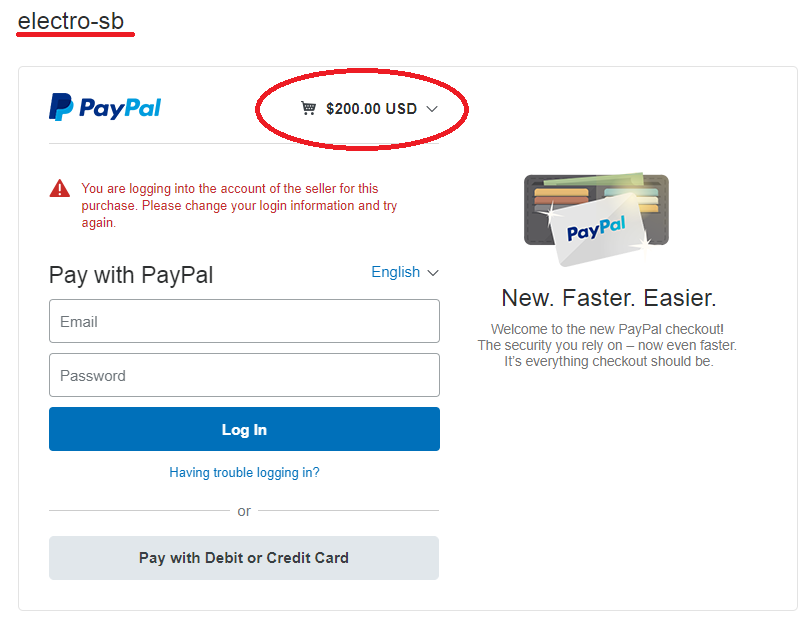 electro-sb
PayPal
$200.00 USD
You are logging into the account of the seller for this
purchase. Please change your login information and try
again.
Pay with PayPal
English
Email
Password
Log In
Having trouble logging in?
or
Pay with Debit or Credit Card
PayPal
New. Faster. Easier.
Welcome to the new PayPal checkout!
The security you rely on – now even faster.
It's everything checkout should be.